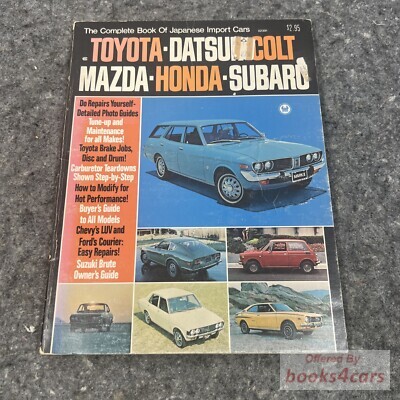 The Complete Book Of Japanese Import Cars
$2.95
TOYOTA·DATSUN·COLT
MAZDA·HONDA·SUBARU
Do Repairs Yourself-
Detailed Photo Guides
Tune-up and
Maintenance
for all Makes!
Toyota Brake Jobs,
Disc and Drum!
Carburetor Teardowns
Shown Step-by-Step
How to Modify for
Hot Performance!
Buyer's Guide
to All Models
Chevy's LUV and
Ford's Courier:
Easy Repairs!
Suzuki Brute
Owner's Guide
Offered By
books4cars